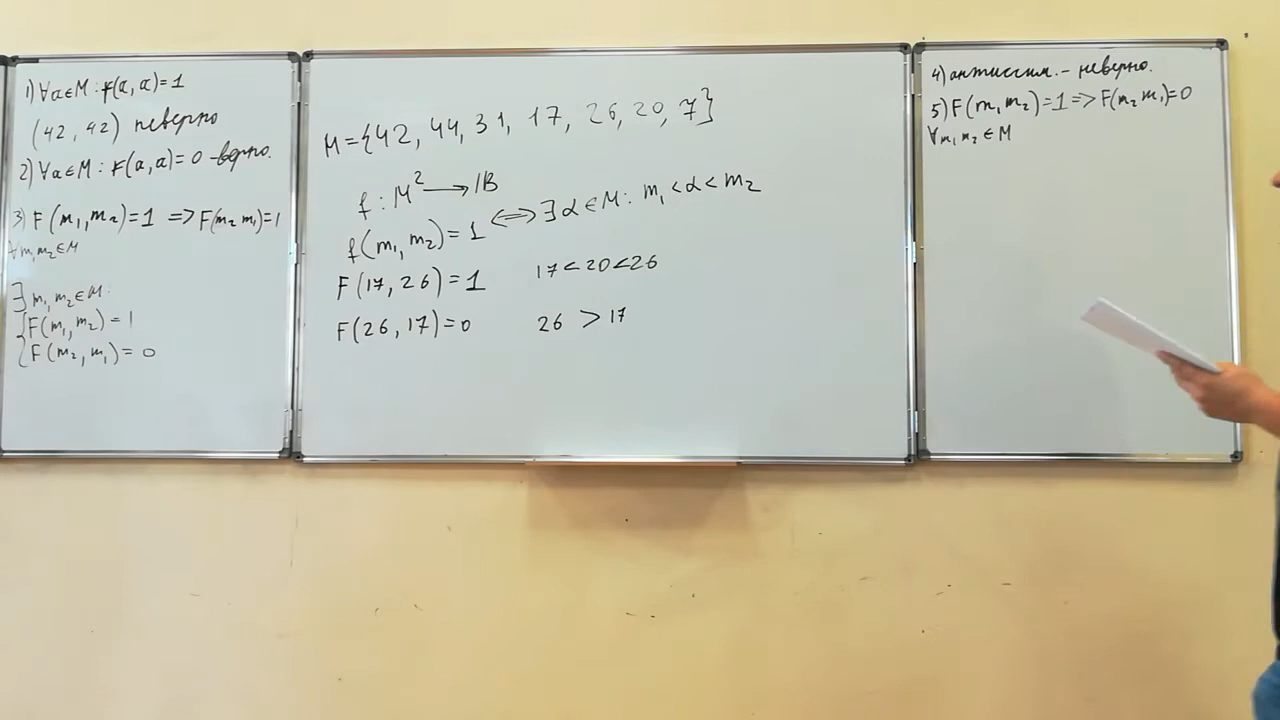 1) ∀a∈M : f(a, a) = 1
(42, 42) неверно
2) ∀a∈M : F(a, a) = 0 - верно.
3) F(m₁, m₂) = 1 => F(m₂ m₁) = 1
∀m₁ m₂ ∈ M
∃ m₁, m₂ ∈ M:
{F(m₁, m₂) = 1
{F(m₂, m₁) = 0
M = {42, 44, 31, 17, 26, 20, 7}
f : M² → IB
f(m₁, m₂) = 1 <=> ∃ α ∈ M : m₁ < α < m₂
F(17, 26) = 1 17 < 20 < 26
F(26, 17) = 0 26 > 17
4) антиссим. - неверно.
5) F(m₁ m₂) = 1 => F(m₂ m₁) = 0
∀m₁ m₂ ∈ M